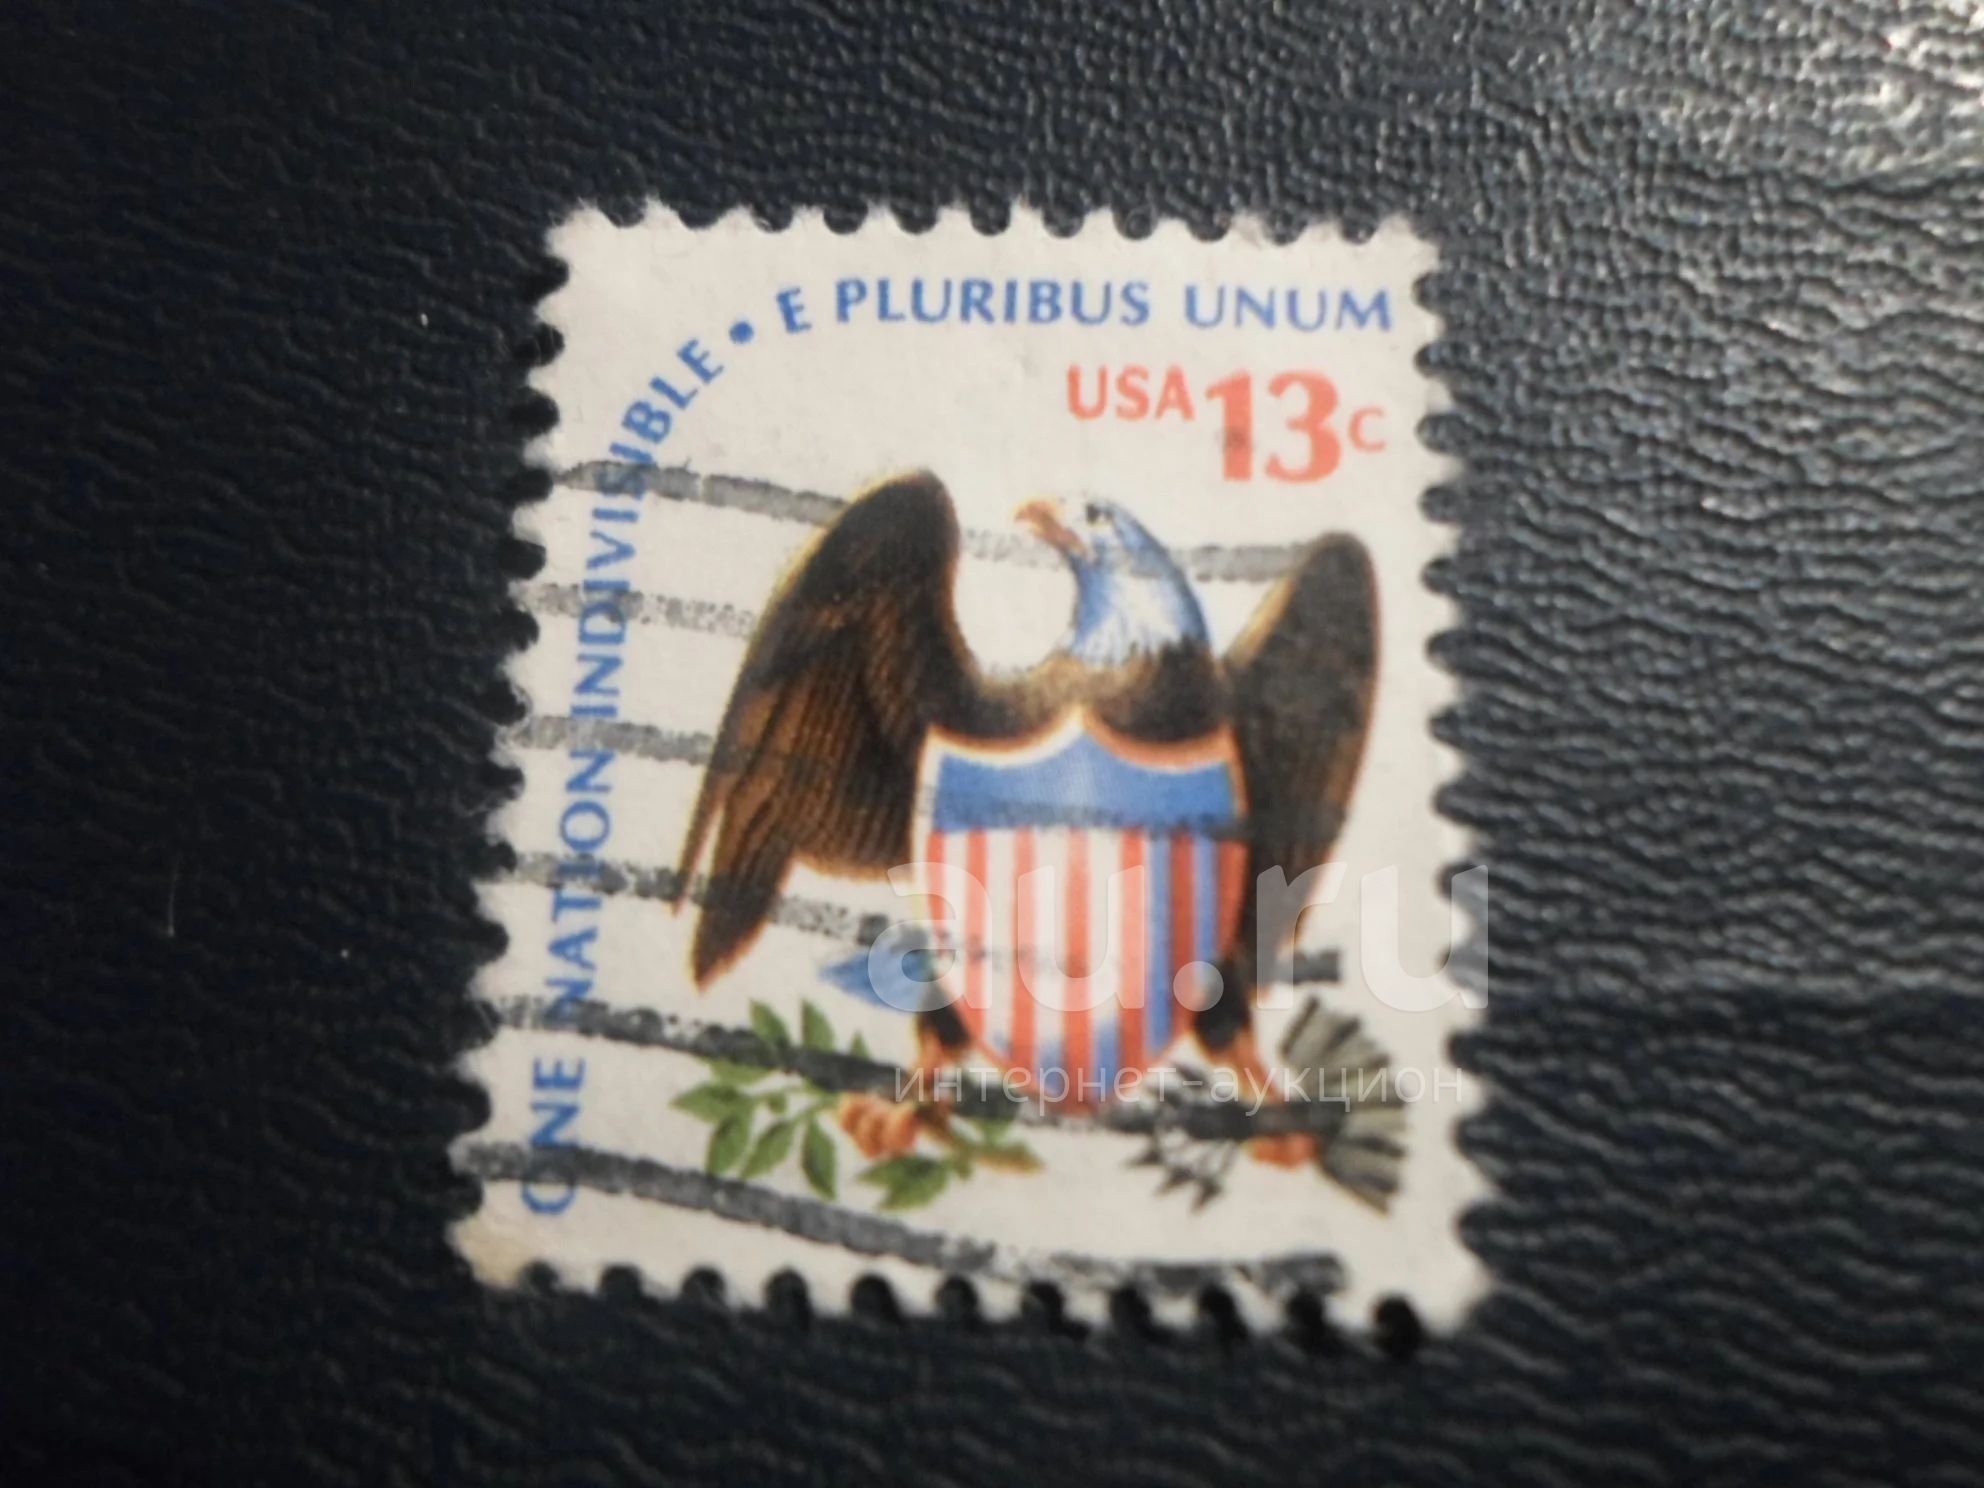 ONE NATION INDIVISIBLE • E PLURIBUS UNUM
USA 13c
au.ru
интернет-аукцион